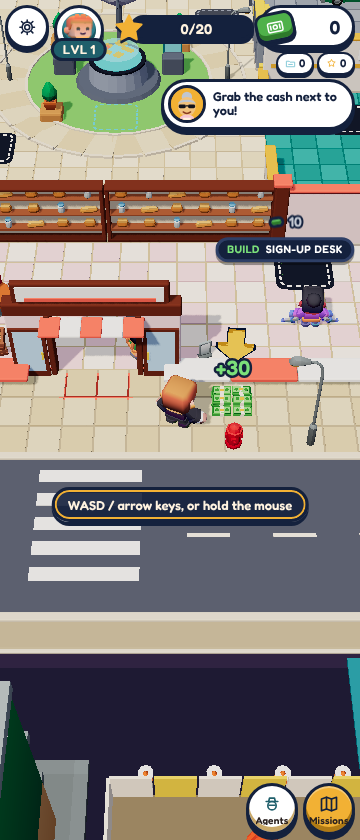 LVL 1
0/20
0
0
0
Grab the cash next to
you!
10
BUILD SIGN-UP DESK
+30
WASD / arrow keys, or hold the mouse
Agents
Missions